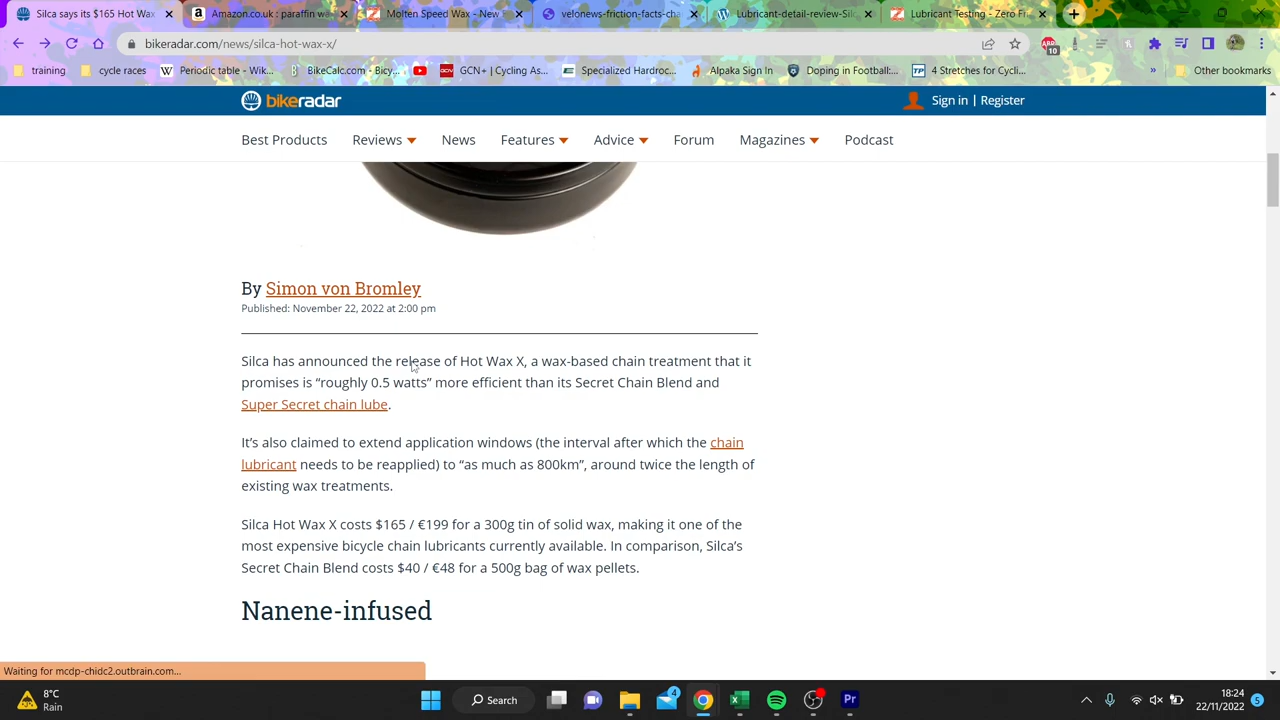 Silca says its $165 Hot Wax
Amazon.co.uk : paraffin wa
Molten Speed Wax - New
velonews-friction-facts-cha
Lubricant-detail-review-Sil
Lubricant Testing - Zero Fri
bikeradar.com/news/silca-hot-wax-x/
10
training
cycle races
Periodic table - Wik...
BikeCalc.com - Bicy...
GCN+ | Cycling As...
Specialized Hardroc...
Alpaka Sign In
Doping in Football:...
4 Stretches for Cycli...
»
Other bookmarks
bikeradar
Sign in | Register
Best Products
Reviews
News
Features
Advice
Forum
Magazines
Podcast
By Simon von Bromley
Published: November 22, 2022 at 2:00 pm
Silca has announced the release of Hot Wax X, a wax-based chain treatment that it
promises is “roughly 0.5 watts” more efficient than its Secret Chain Blend and
Super Secret chain lube.
It’s also claimed to extend application windows (the interval after which the chain
lubricant needs to be reapplied) to “as much as 800km”, around twice the length of
existing wax treatments.
Silca Hot Wax X costs $165 / €199 for a 300g tin of solid wax, making it one of the
most expensive bicycle chain lubricants currently available. In comparison, Silca’s
Secret Chain Blend costs $40 / €48 for a 500g bag of wax pellets.
Nanene-infused
Waiting for mcdp-chidc2.outbrain.com...
8°C
Rain
Search
4
Pr
18:24
22/11/2022
5